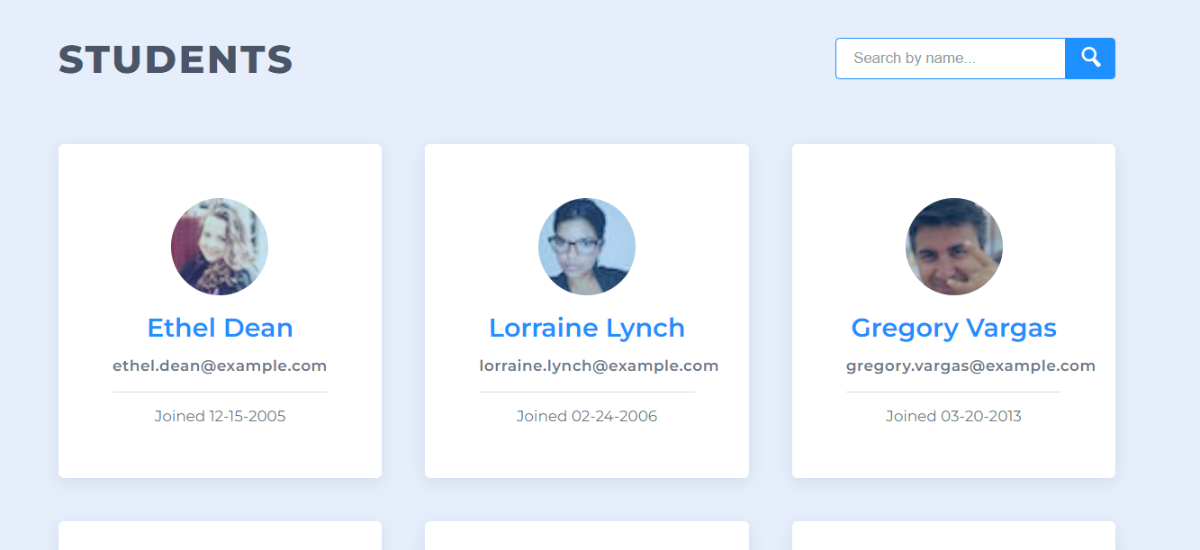 STUDENTS
Search by name...
Ethel Dean
ethel.dean@example.com
Joined 12-15-2005
Lorraine Lynch
lorraine.lynch@example.com
Joined 02-24-2006
Gregory Vargas
gregory.vargas@example.com
Joined 03-20-2013